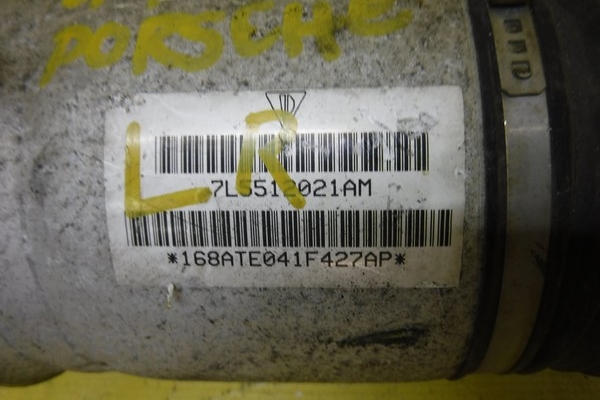 PORSCHE
LR
7L5512021AM
*168ATE041F427AP*